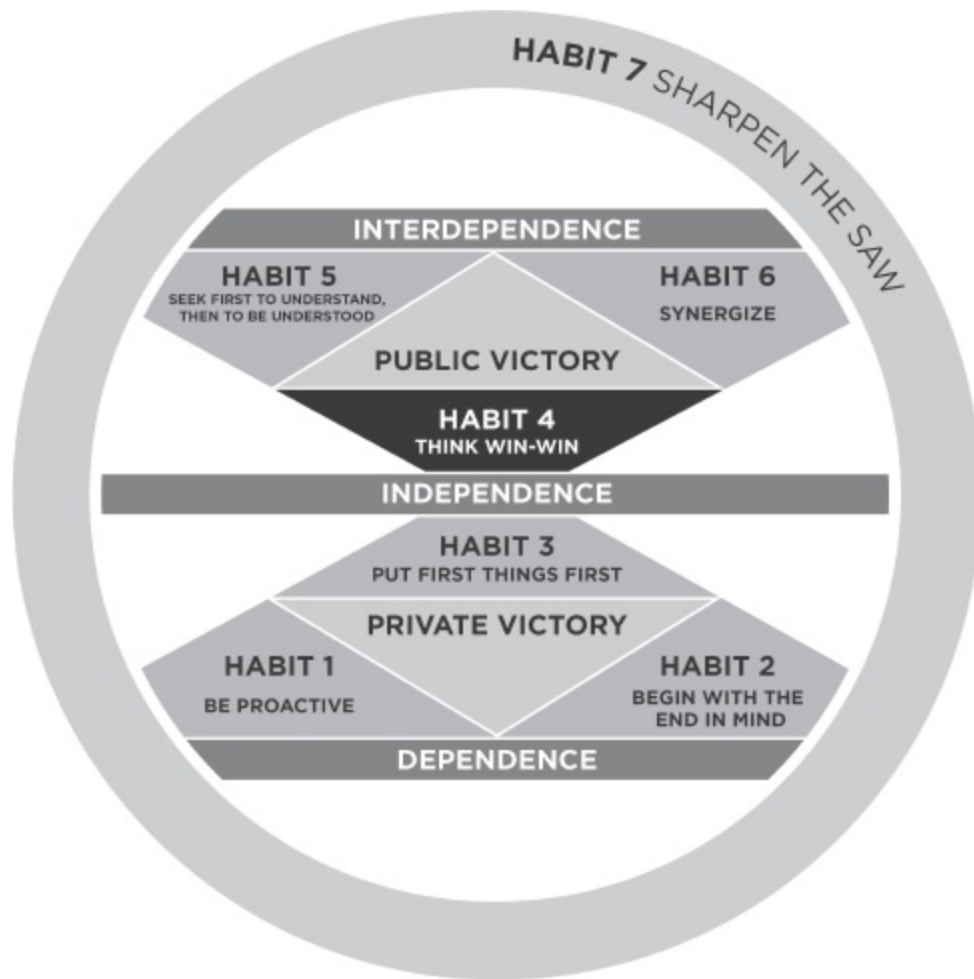 HABIT 7 SHARPEN THE SAW
INTERDEPENDENCE
HABIT 5
SEEK FIRST TO UNDERSTAND,
THEN TO BE UNDERSTOOD
HABIT 6
SYNERGIZE
PUBLIC VICTORY
HABIT 4
THINK WIN-WIN
INDEPENDENCE
HABIT 3
PUT FIRST THINGS FIRST
PRIVATE VICTORY
HABIT 1
BE PROACTIVE
HABIT 2
BEGIN WITH THE
END IN MIND
DEPENDENCE